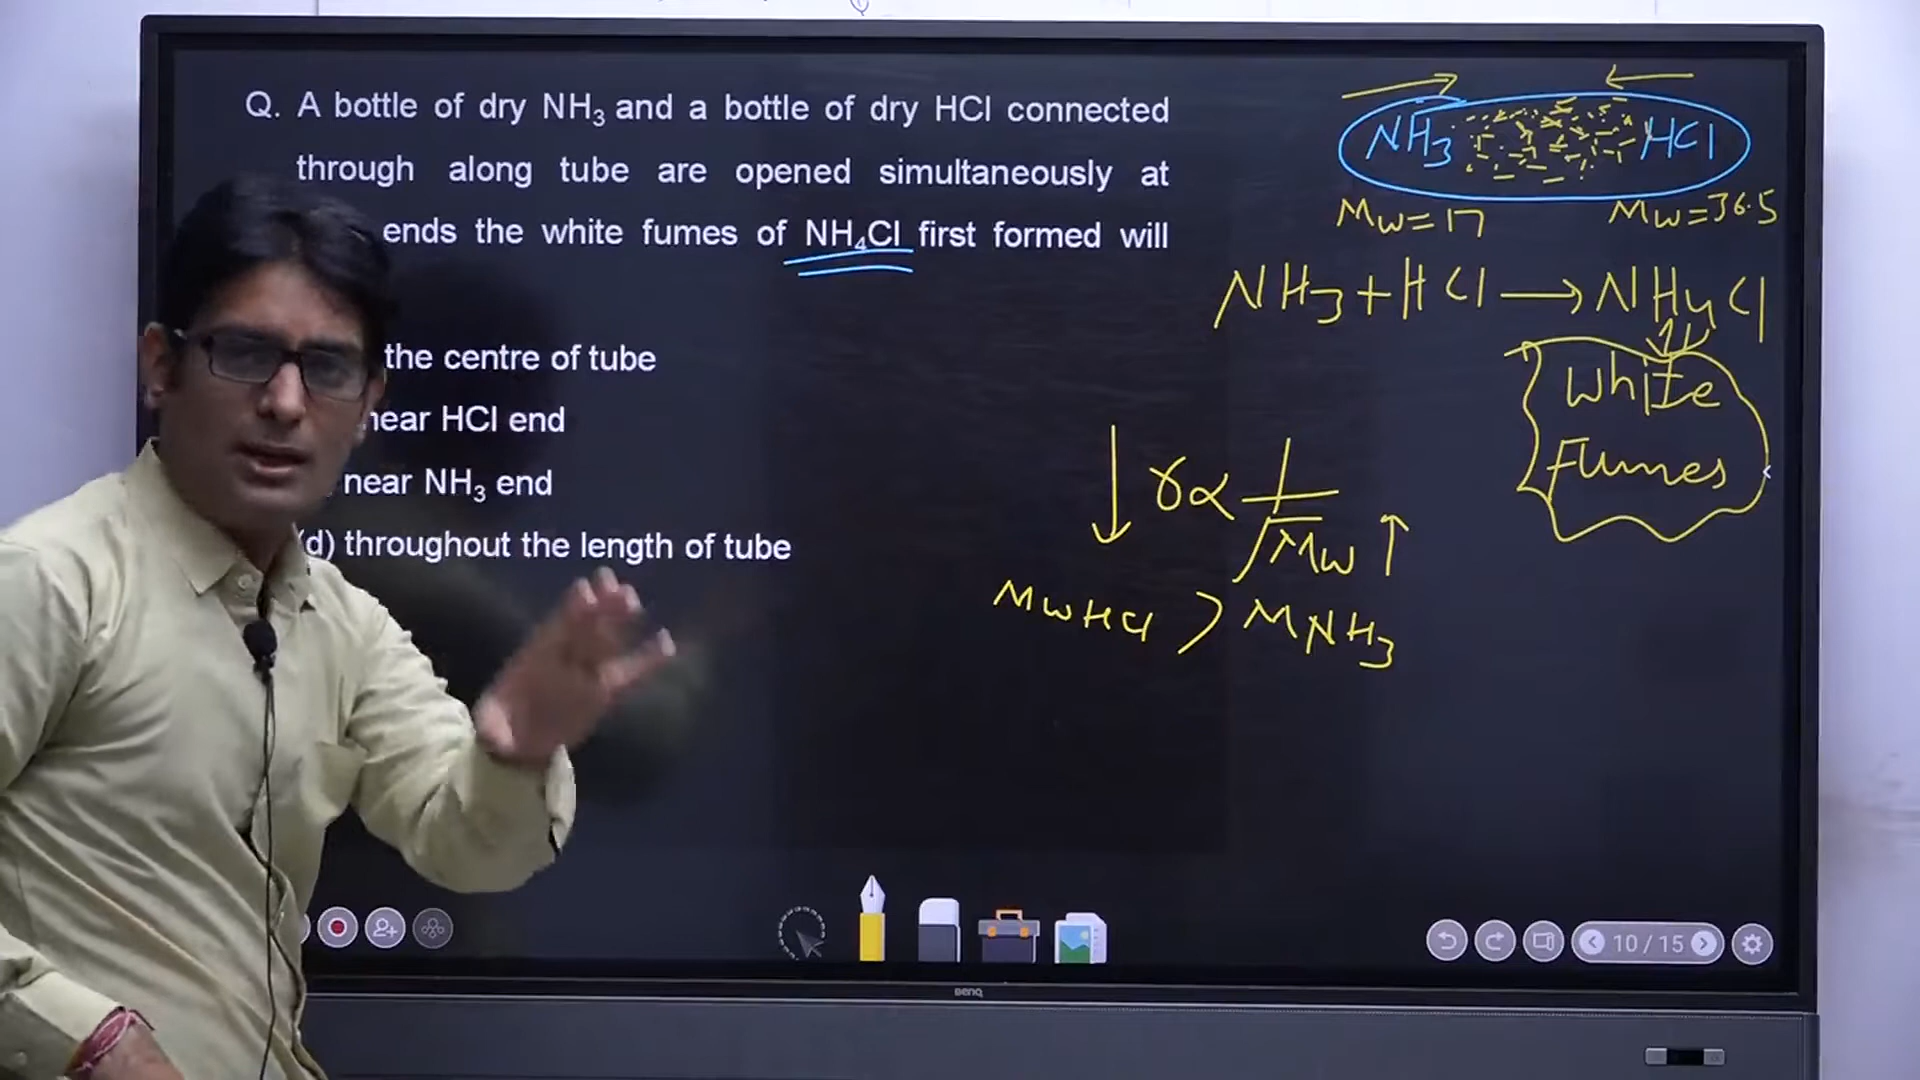 Q. A bottle of dry NH₃ and a bottle of dry HCl connected
through along tube are opened simultaneously at
ends the white fumes of NH₄Cl first formed will
the centre of tube
near HCl end
near NH₃ end
(d) throughout the length of tube
NH3 HCl
Mw=17 Mw=36.5
NH3+HCl→NH4Cl
White
Fumes
↓ r∝ 1/√Mw ↑
MwHCl > MNH3
10 / 15
BenQ